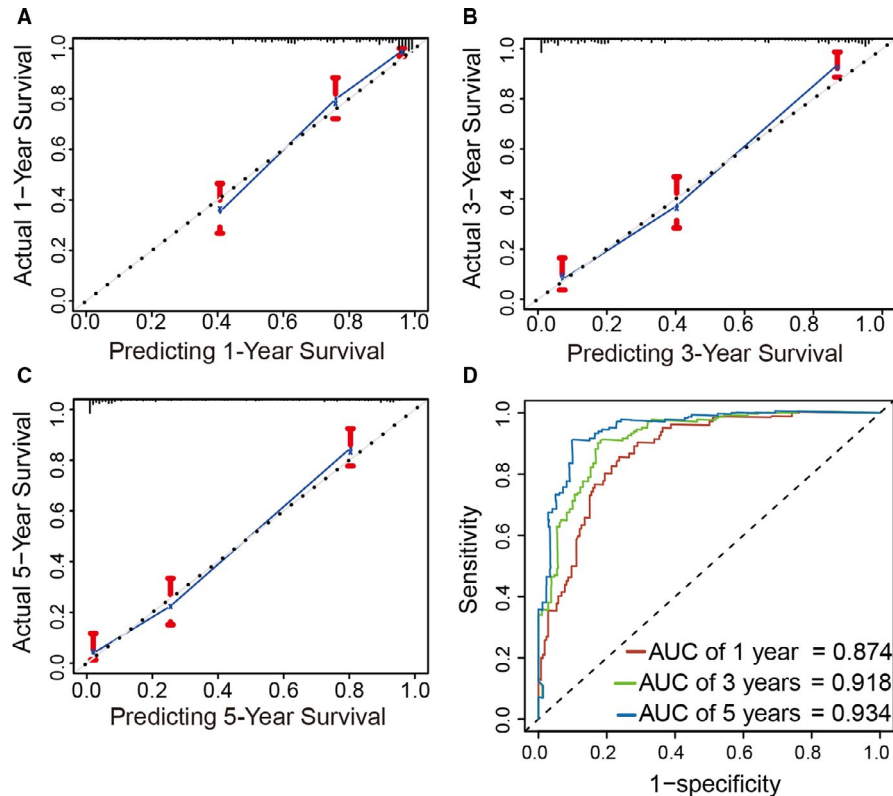 A
Actual 1−Year Survival
1.0
0.8
0.6
0.4
0.2
0.0
0.0 0.2 0.4 0.6 0.8 1.0
Predicting 1-Year Survival
B
Actual 3−Year Survival
1.0
0.8
0.6
0.4
0.2
0.0
0.0 0.2 0.4 0.6 0.8 1.0
Predicting 3-Year Survival
C
Actual 5−Year Survival
1.0
0.8
0.6
0.4
0.2
0.0
0.0 0.2 0.4 0.6 0.8 1.0
Predicting 5-Year Survival
D
Sensitivity
1.0
0.8
0.6
0.4
0.2
0.0
AUC of 1 year = 0.874
AUC of 3 years = 0.918
AUC of 5 years = 0.934
0.0 0.2 0.4 0.6 0.8 1.0
1−specificity